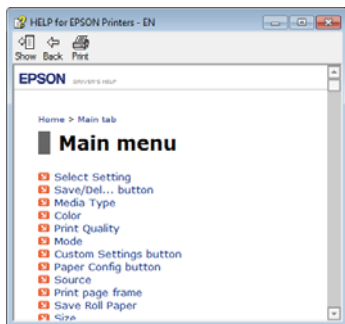 HELP for EPSON Printers - EN
Show Back Print
EPSON DRIVER'S HELP
Home > Main tab
Main menu
Select Setting
Save/Del... button
Media Type
Color
Print Quality
Mode
Custom Settings button
Paper Config button
Source
Print page frame
Save Roll Paper
Size